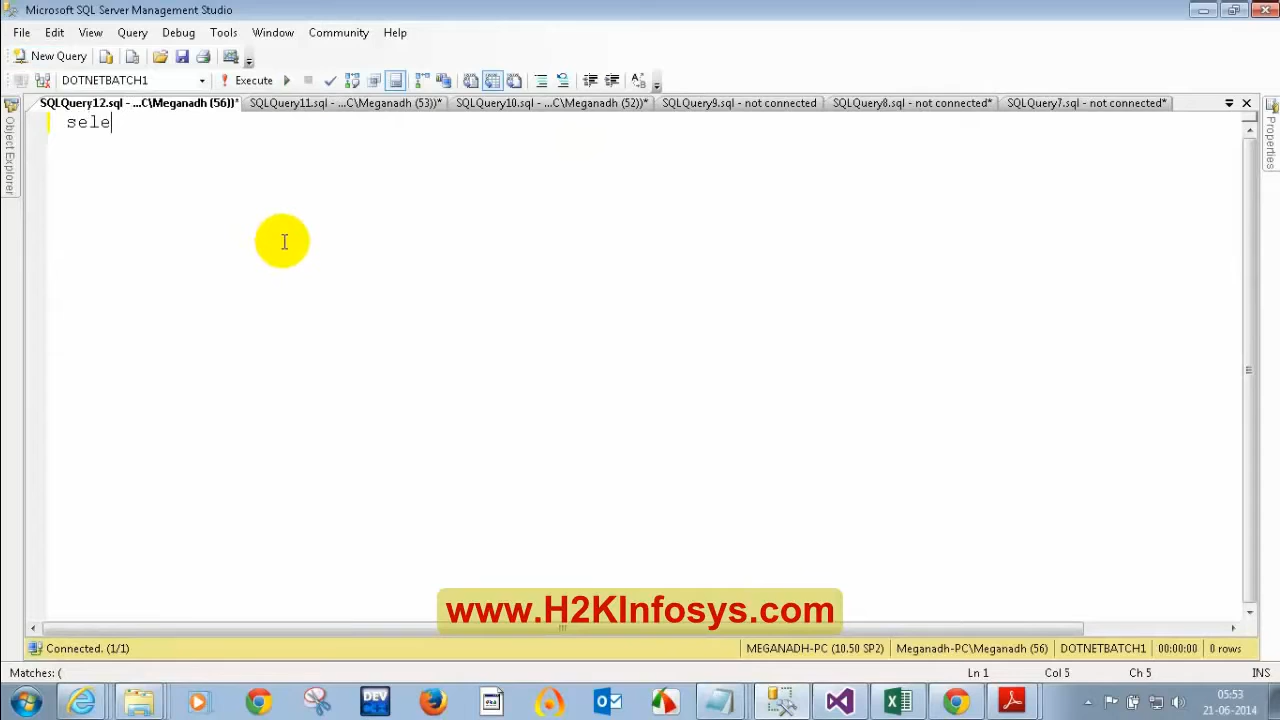 Microsoft SQL Server Management Studio
File Edit View Query Debug Tools Window Community Help
New Query
DOTNETBATCH1 Execute
SQLQuery12.sql - ...C\Meganadh (56))* SQLQuery11.sql - ...C\Meganadh (53))* SQLQuery10.sql - ...C\Meganadh (52))* SQLQuery9.sql - not connected SQLQuery8.sql - not connected* SQLQuery7.sql - not connected*
Object Explorer
Properties
sele
www.H2KInfosys.com
Connected. (1/1) MEGANADH-PC (10.50 SP2) Meganadh-PC\Meganadh (56) DOTNETBATCH1 00:00:00 0 rows
Matches: ( Ln 1 Col 5 Ch 5 INS
DEV
05:53
21-06-2014